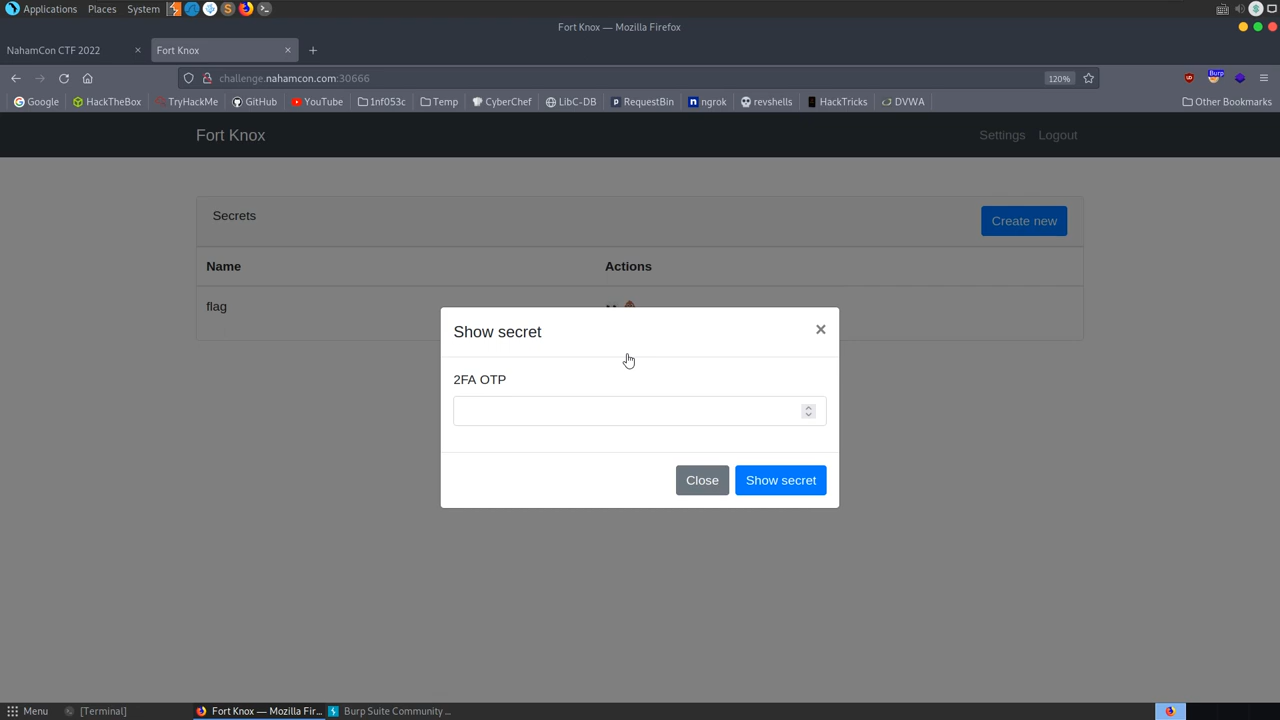 Applications Places System
Fort Knox — Mozilla Firefox
NahamCon CTF 2022
Fort Knox
challenge.nahamcon.com:30666
120%
Burp
Google HackTheBox TryHackMe GitHub YouTube 1nf053c Temp CyberChef LibC-DB RequestBin ngrok revshells HackTricks DVWA Other Bookmarks
Fort Knox
Settings Logout
Secrets
Create new
Name Actions
flag
Show secret
2FA OTP
Close Show secret
Menu [Terminal] Fort Knox — Mozilla Fir... Burp Suite Community ...